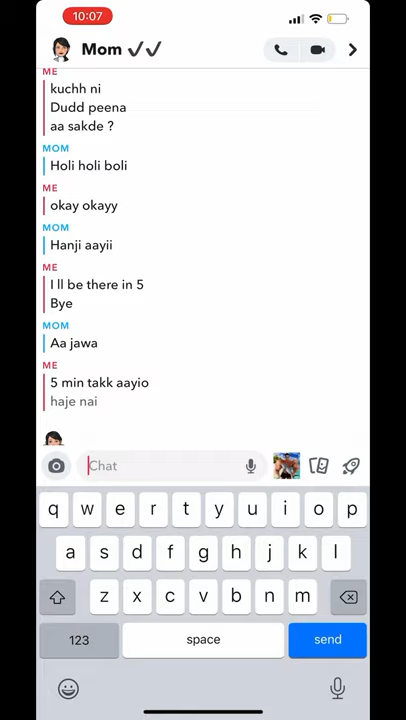 10:07
Mom ✓✓
ME
kuchh ni
Dudd peena
aa sakde ?
MOM
Holi holi boli
ME
okay okayy
MOM
Hanji aayii
ME
I ll be there in 5
Bye
MOM
Aa jawa
ME
5 min takk aayio
haje nai
Chat
q w e r t y u i o p
a s d f g h j k l
z x c v b n m
123 space send